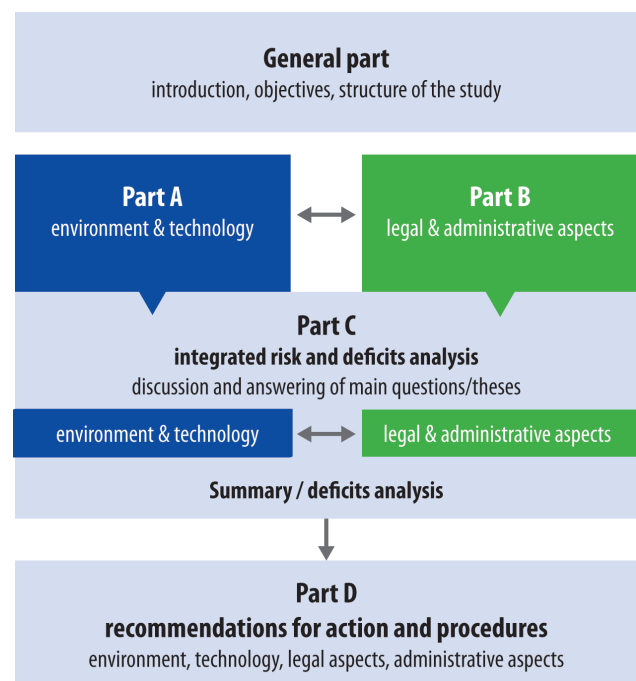 General part
introduction, objectives, structure of the study
Part A
environment & technology
Part B
legal & administrative aspects
Part C
integrated risk and deficits analysis
discussion and answering of main questions/theses
environment & technology
legal & administrative aspects
Summary / deficits analysis
Part D
recommendations for action and procedures
environment, technology, legal aspects, administrative aspects